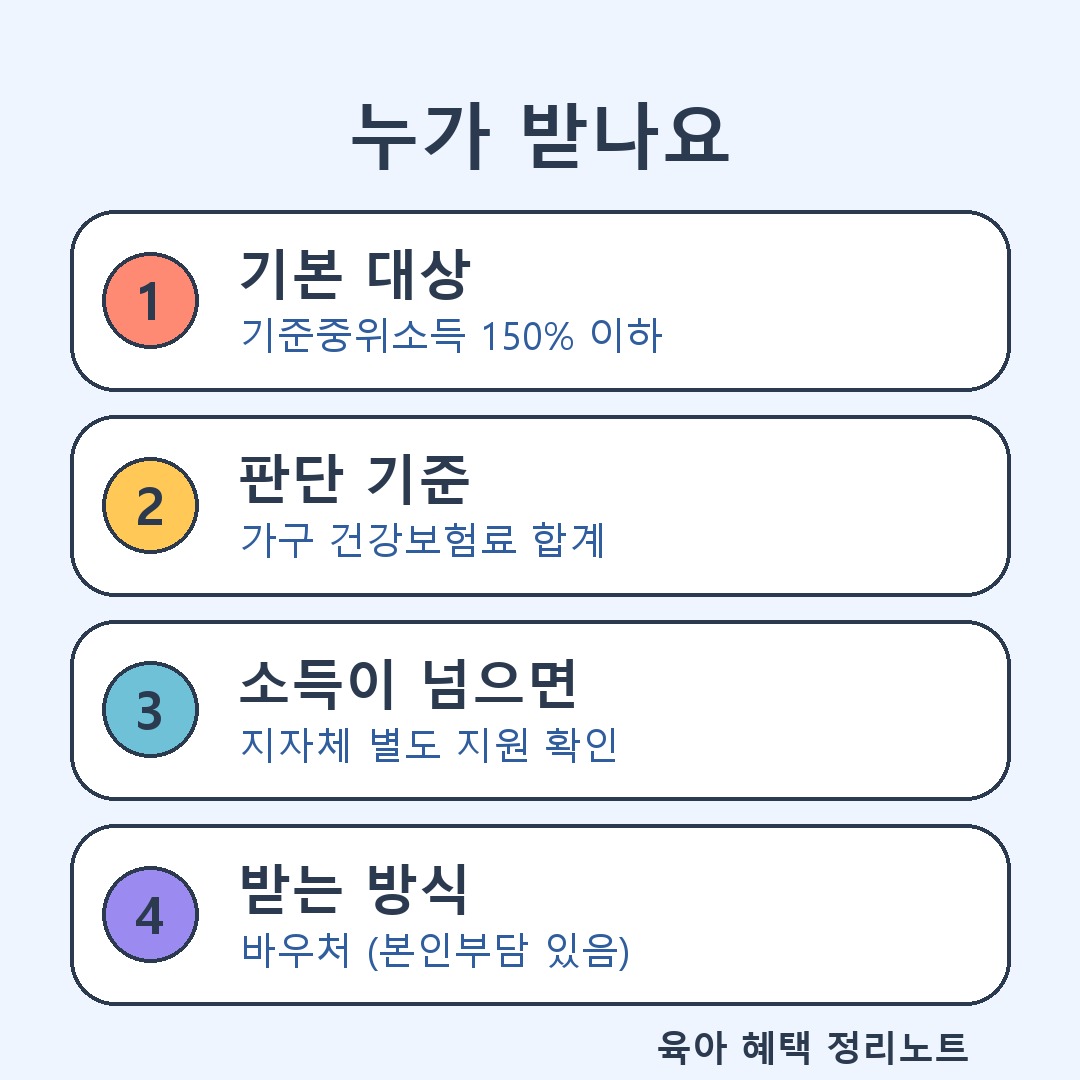 누가 받나요
1
기본 대상
기준중위소득 150% 이하
2
판단 기준
가구 건강보험료 합계
3
소득이 넘으면
지자체 별도 지원 확인
4
받는 방식
바우처 (본인부담 있음)
육아 혜택 정리노트